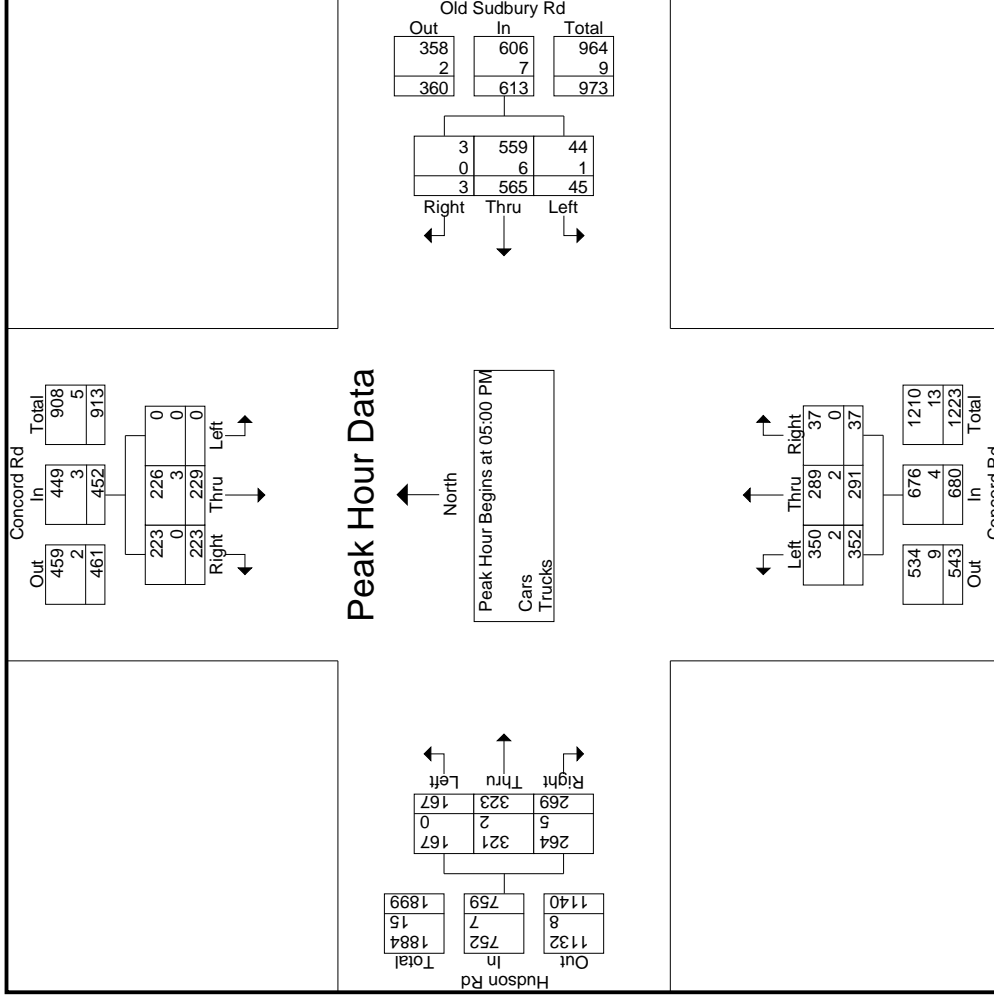 Old Sudbury Rd
Out In Total
358 606 964
2 7 9
360 613 973
3 559 44
0 6 1
3 565 45
Right Thru Left
Concord Rd
Out In Total
459 449 908
2 3 5
461 452 913
223 226 0
0 3 0
223 229 0
Right Thru Left
Peak Hour Data
North
Peak Hour Begins at 05:00 PM
Cars
Trucks
Left Thru Right
350 289 37
2 2 0
352 291 37
534 676 1210
9 4 13
543 680 1223
Out In Total
Concord Rd
Left Thru Right
167 323 269
0 2 5
167 321 264
1899 759 1140
15 7 8
1884 752 1132
Total In Out
Hudson Rd